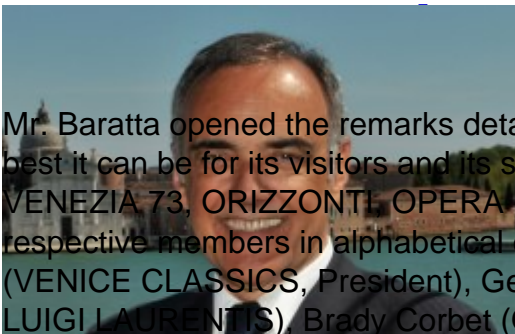 Mr. Baratta opened the remarks deta
best it can be for its visitors and its s
VENEZIA 73, ORIZZONTI, OPERA
respective members in alphabetical
(VENICE CLASSICS, President), Ge
LUIGI LAURENTIS), Brady Corbet (